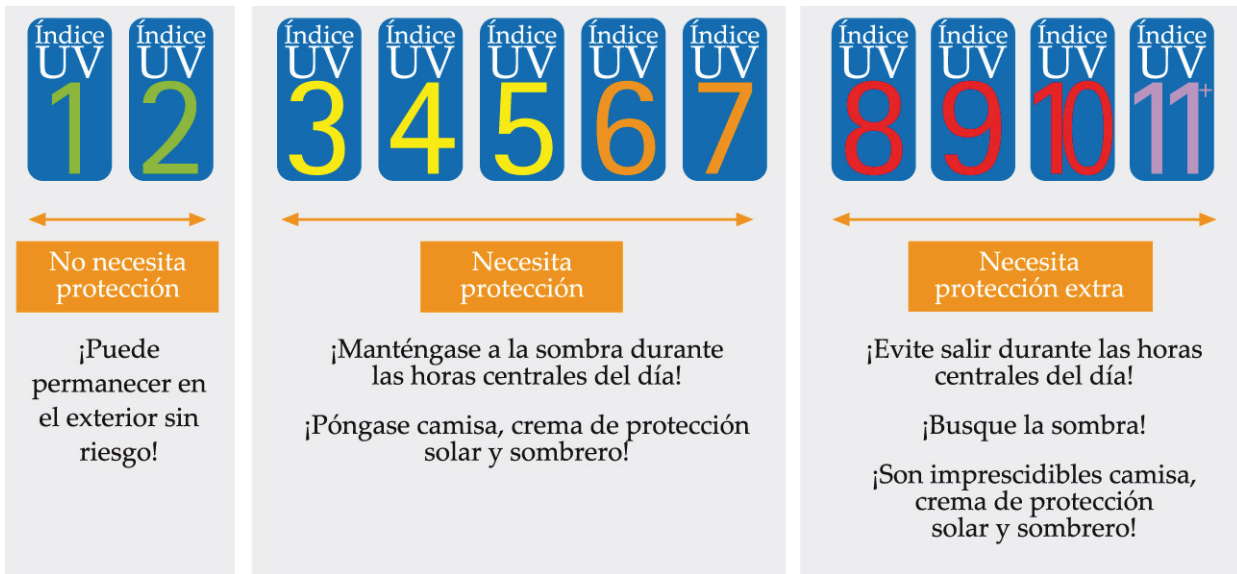 Índice
UV
1
Índice
UV
2
Índice
UV
3
Índice
UV
4
Índice
UV
5
Índice
UV
6
Índice
UV
7
Índice
UV
8
Índice
UV
9
Índice
UV
10
Índice
UV
11+
No necesita
protección
¡Puede
permanecer en
el exterior sin
riesgo!
Necesita
protección
¡Manténgase a la sombra durante
las horas centrales del día!
¡Póngase camisa, crema de protección
solar y sombrero!
Necesita
protección extra
¡Evite salir durante las horas
centrales del día!
¡Busque la sombra!
¡Son imprescidibles camisa,
crema de protección
solar y sombrero!